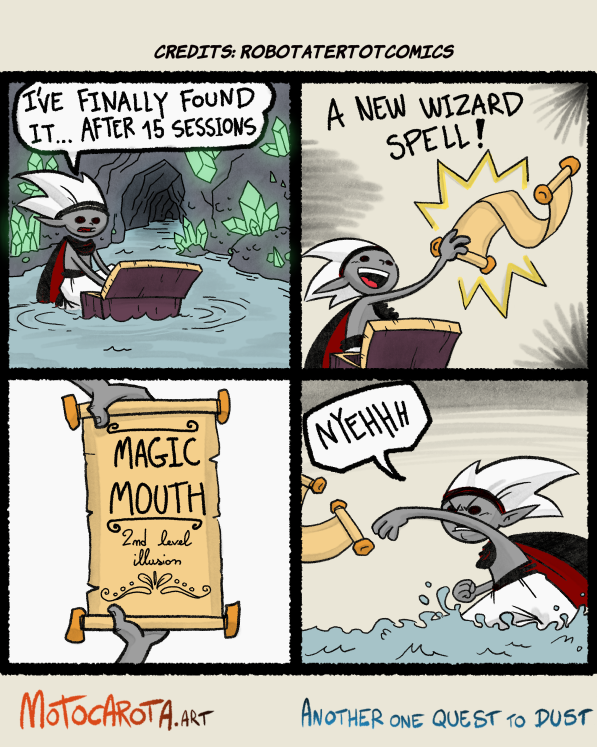 CREDITS: ROBOTATERTOTCOMICS
I'VE FINALLY FOUND
IT... AFTER 15 SESSIONS
A NEW WIZARD
SPELL!
MAGIC
MOUTH
2nd level
illusion
NYEHHH
MOTOCAROTA.ART
ANOTHER ONE QUEST TO DUST